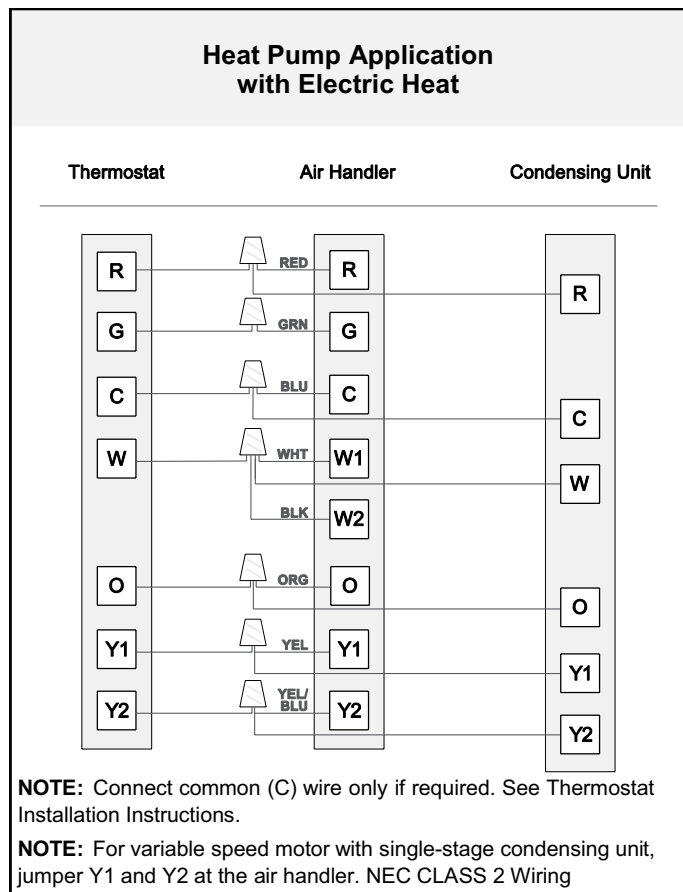 Heat Pump Application
with Electric Heat
Thermostat Air Handler Condensing Unit
R RED R
R
G GRN G
C BLU C
C
W WHT W1
W
BLK W2
O ORG O
O
Y1 YEL Y1
Y1
YEL/
Y2 BLU Y2
Y2
NOTE: Connect common (C) wire only if required. See Thermostat
Installation Instructions.
NOTE: For variable speed motor with single-stage condensing unit,
jumper Y1 and Y2 at the air handler. NEC CLASS 2 Wiring